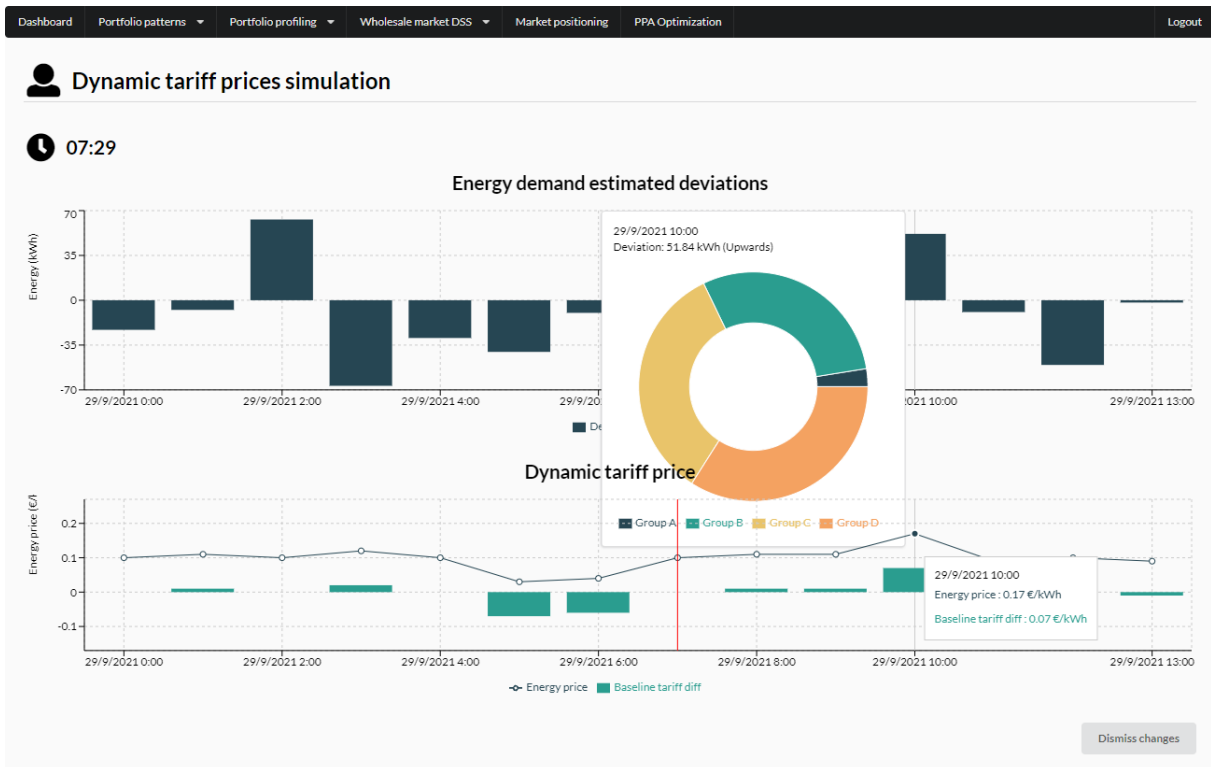 Dashboard Portfolio patterns Portfolio profiling Wholesale market DSS Market positioning PPA Optimization Logout
Dynamic tariff prices simulation
07:29
Energy demand estimated deviations
Energy (kWh)
70
35
0
-35
-70
29/9/2021 0:00 29/9/2021 2:00 29/9/2021 4:00 29/9/20 021 10:00 29/9/2021 13:00
29/9/2021 10:00
Deviation: 51.84 kWh (Upwards)
De
Group A Group B Group C Group D
Dynamic tariff price
Energy price (€/
0.2
0.1
0
-0.1
29/9/2021 0:00 29/9/2021 2:00 29/9/2021 4:00 29/9/2021 6:00 29/9/2021 8:00 29/9/2021 10:00 29/9/2021 13:00
29/9/2021 10:00
Energy price : 0.17 €/kWh
Baseline tariff diff : 0.07 €/kWh
Energy price Baseline tariff diff
Dismiss changes